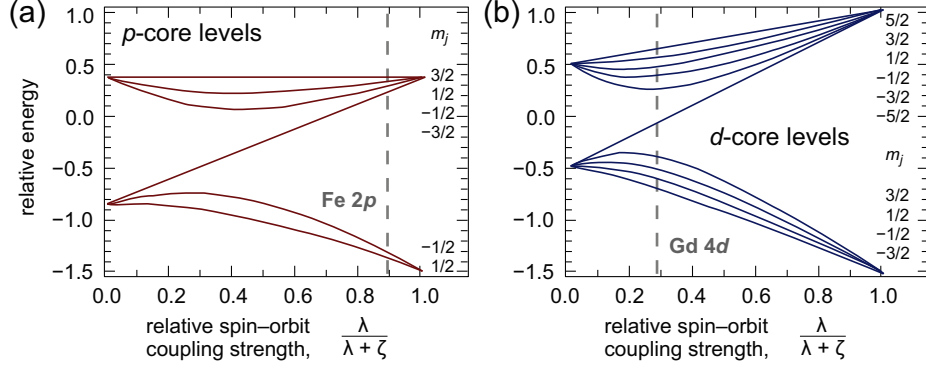 (a)
p-core levels
m_j
3/2
1/2
−1/2
−3/2
−1/2
1/2
Fe 2p
1.0
0.5
0.0
−0.5
−1.0
−1.5
relative energy
0.0 0.2 0.4 0.6 0.8 1.0
relative spin–orbit
coupling strength, λ/(λ + ζ)
(b)
1.0
0.5
0.0
−0.5
−1.0
−1.5
5/2
3/2
1/2
−1/2
−3/2
−5/2
d-core levels
m_j
3/2
1/2
−1/2
−3/2
Gd 4d
0.0 0.2 0.4 0.6 0.8 1.0
relative spin–orbit
coupling strength, λ/(λ + ζ)